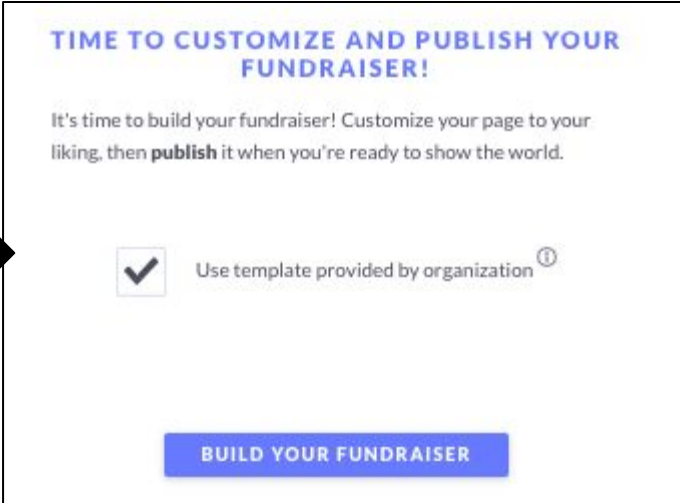 TIME TO CUSTOMIZE AND PUBLISH YOUR
FUNDRAISER!
It's time to build your fundraiser! Customize your page to your
liking, then publish it when you're ready to show the world.
Use template provided by organization
BUILD YOUR FUNDRAISER